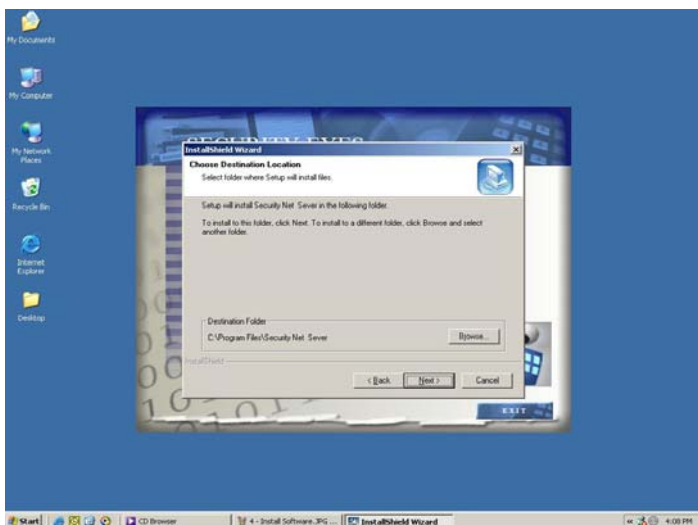 My Documents
My Computer
My Network
Places
Recycle Bin
Internet
Explorer
Desktop
SECURITY EYES
InstallShield Wizard
Choose Destination Location
Select folder where Setup will install files.
Setup will install Security Net Sever in the following folder.
To install to this folder, click Next. To install to a different folder, click Browse and select
another folder.
Destination Folder
C:\Program Files\Security Net Sever
Browse...
InstallShield
< Back
Next >
Cancel
EXIT
Start
CD Browser
4 - Install Software.JPG ...
InstallShield Wizard
4:08 PM